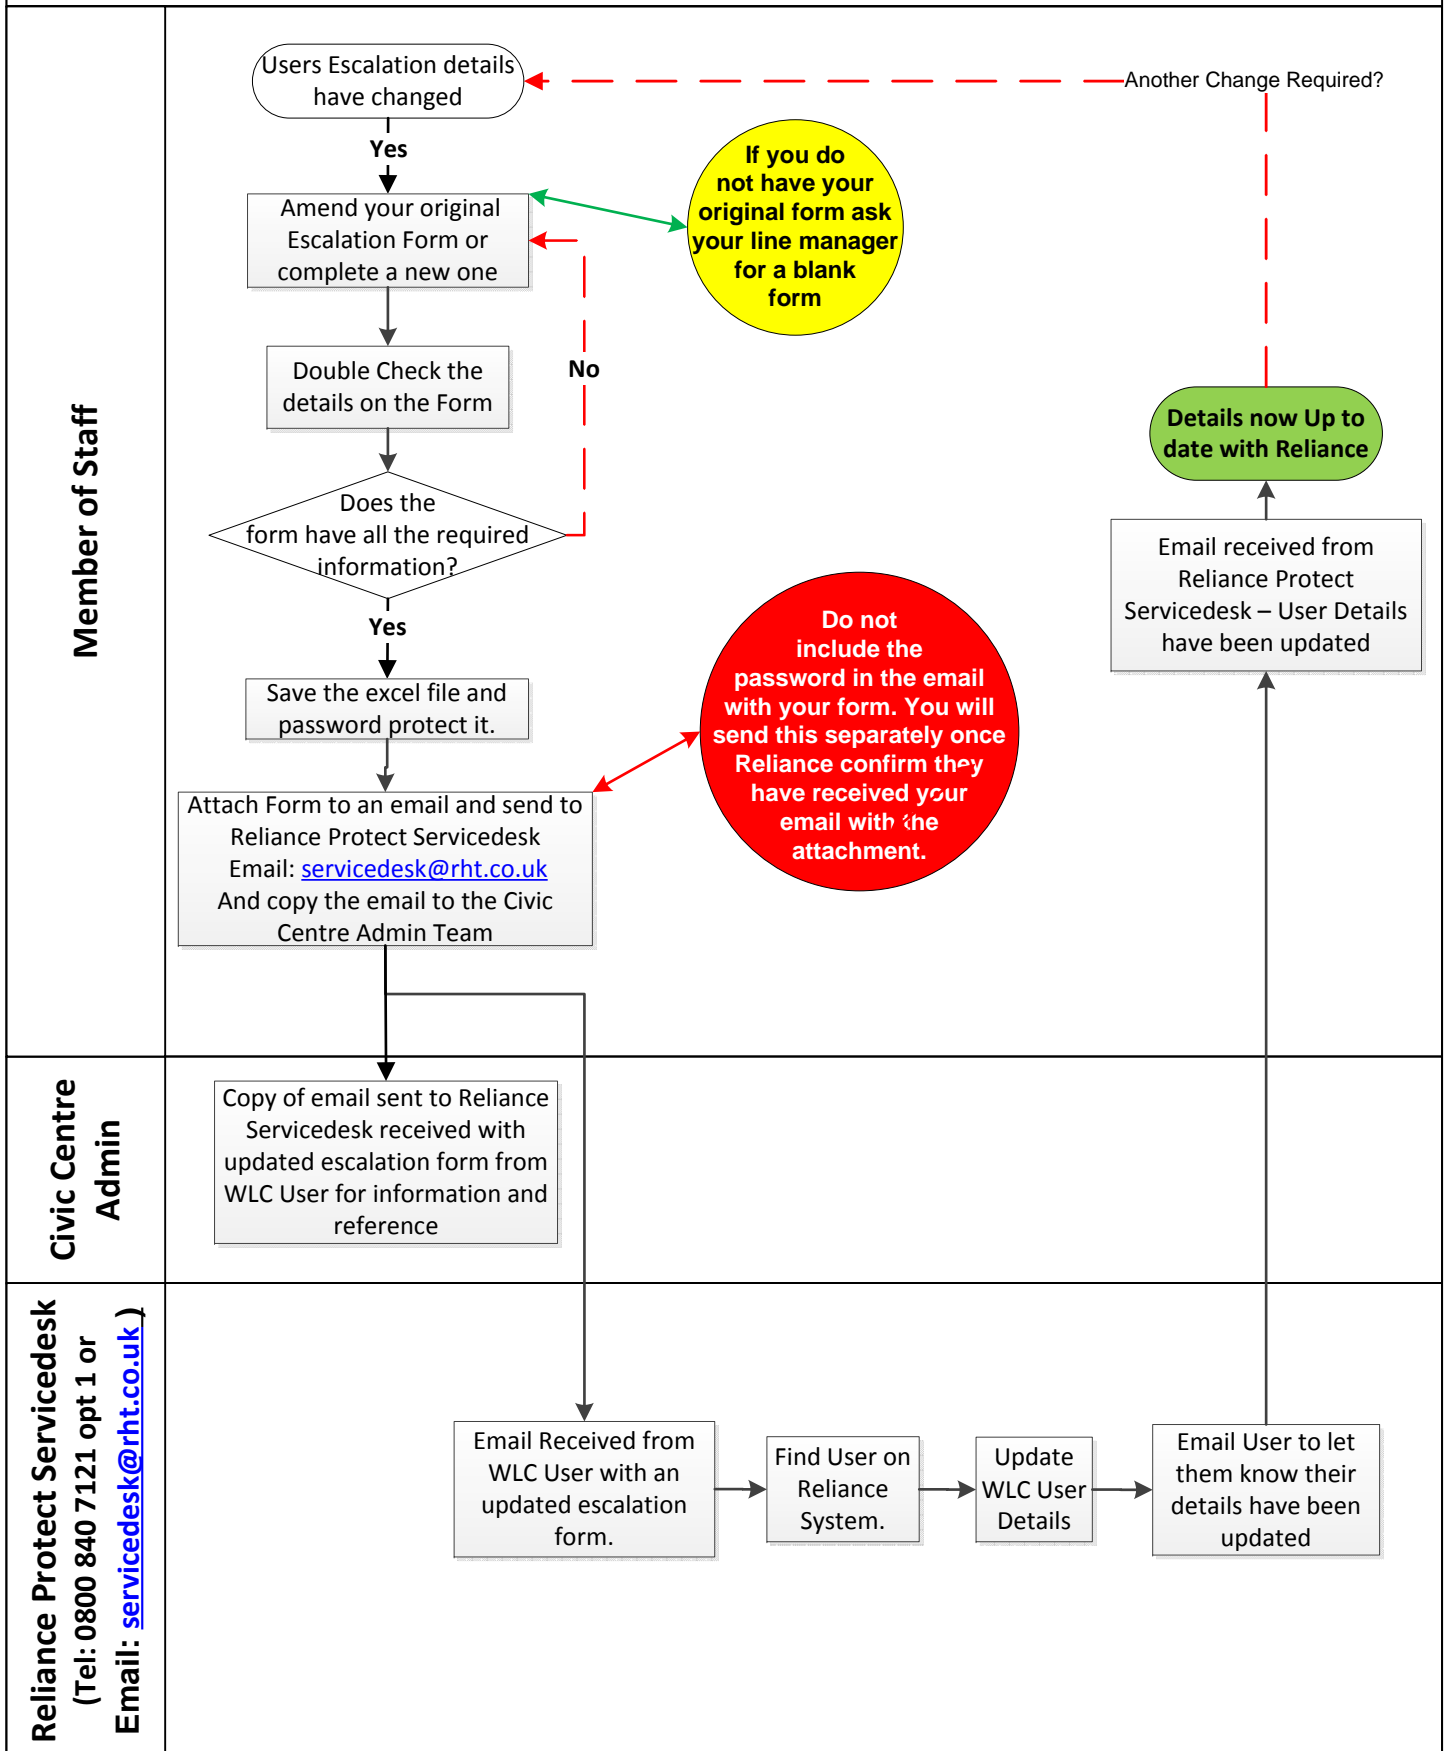 Member of Staff
Users Escalation details
have changed
Another Change Required?
Yes
If you do
not have your
original form ask
your line manager
for a blank
form
Amend your original
Escalation Form or
complete a new one
No
Double Check the
details on the Form
Does the
form have all the required
information?
Yes
Save the excel file and
password protect it.
Do not
include the
password in the email
with your form. You will
send this separately once
Reliance confirm they
have received your
email with the
attachment.
Attach Form to an email and send to
Reliance Protect Servicedesk
Email: servicedesk@rht.co.uk
And copy the email to the Civic
Centre Admin Team
Details now Up to
date with Reliance
Email received from
Reliance Protect
Servicedesk – User Details
have been updated
Civic Centre
Admin
Copy of email sent to Reliance
Servicedesk received with
updated escalation form from
WLC User for information and
reference
Reliance Protect Servicedesk
(Tel: 0800 840 7121 opt 1 or
Email: servicedesk@rht.co.uk )
Email Received from
WLC User with an
updated escalation
form.
Find User on
Reliance
System.
Update
WLC User
Details
Email User to let
them know their
details have been
updated